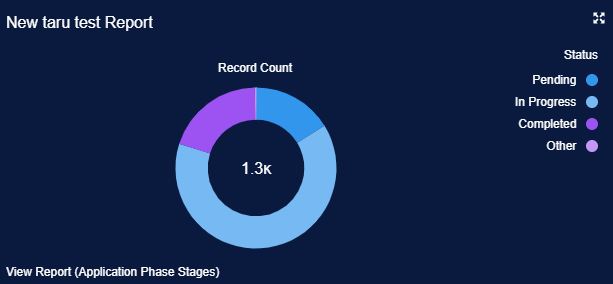 New taru test Report
Record Count
Status
Pending
In Progress
Completed
Other
1.3K
View Report (Application Phase Stages)